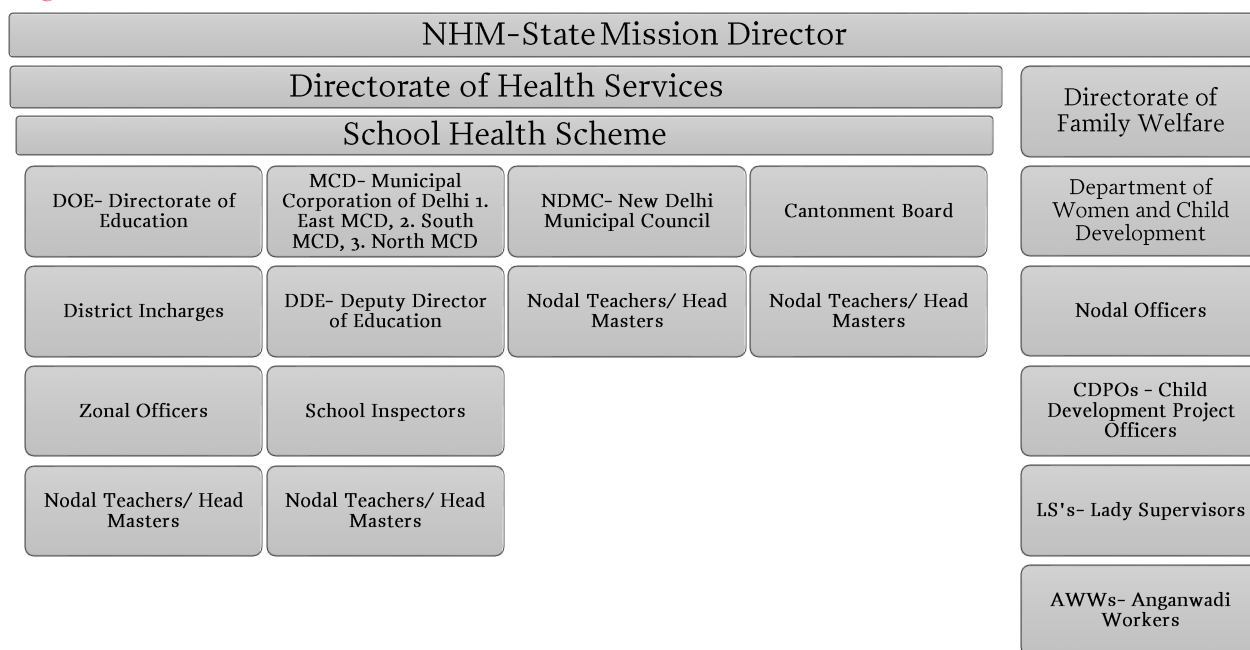 NHM-State Mission Director
Directorate of Health Services
School Health Scheme
DOE- Directorate of
Education
MCD- Municipal
Corporation of Delhi 1.
East MCD, 2. South
MCD, 3. North MCD
NDMC- New Delhi
Municipal Council
Cantonment Board
District Incharges
DDE- Deputy Director
of Education
Nodal Teachers/ Head
Masters
Nodal Teachers/ Head
Masters
Zonal Officers
School Inspectors
Nodal Teachers/ Head
Masters
Nodal Teachers/ Head
Masters
Directorate of
Family Welfare
Department of
Women and Child
Development
Nodal Officers
CDPOs - Child
Development Project
Officers
LS's- Lady Supervisors
AWWs- Anganwadi
Workers